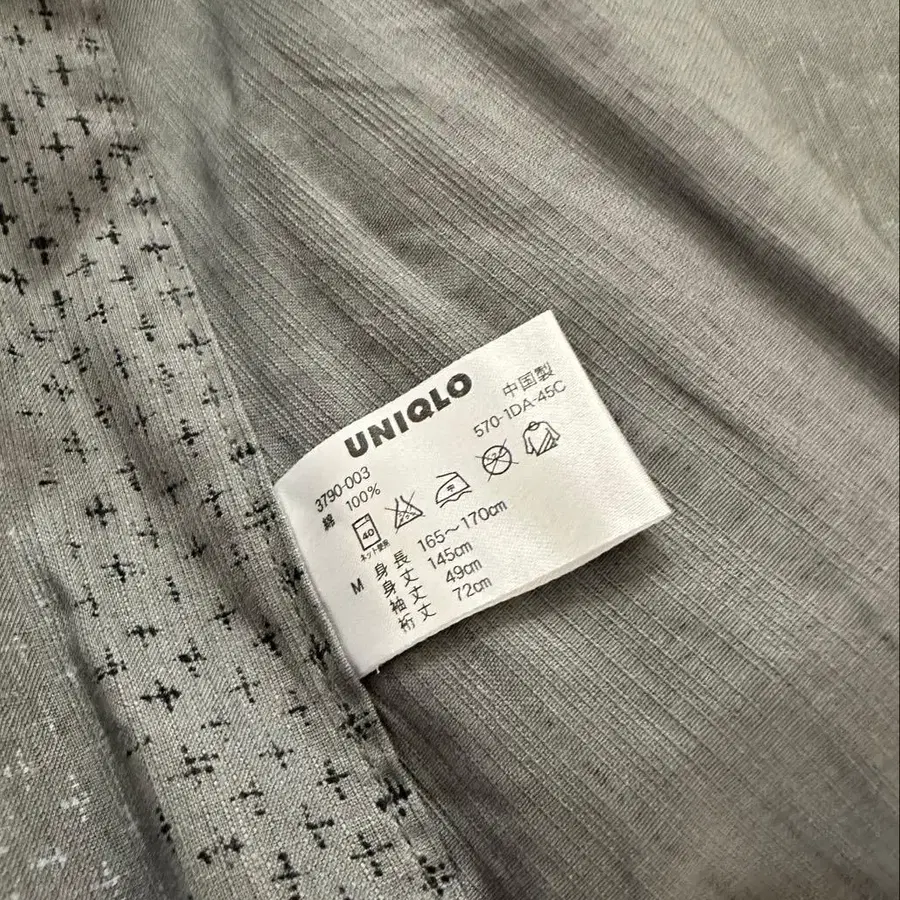 UNIQLO
中国製
3790-003
570-1DA-45C
綿 100%
40
ネット使用
中
M 身長 165～170cm
身丈 145cm
袖丈 49cm
裄丈 72cm